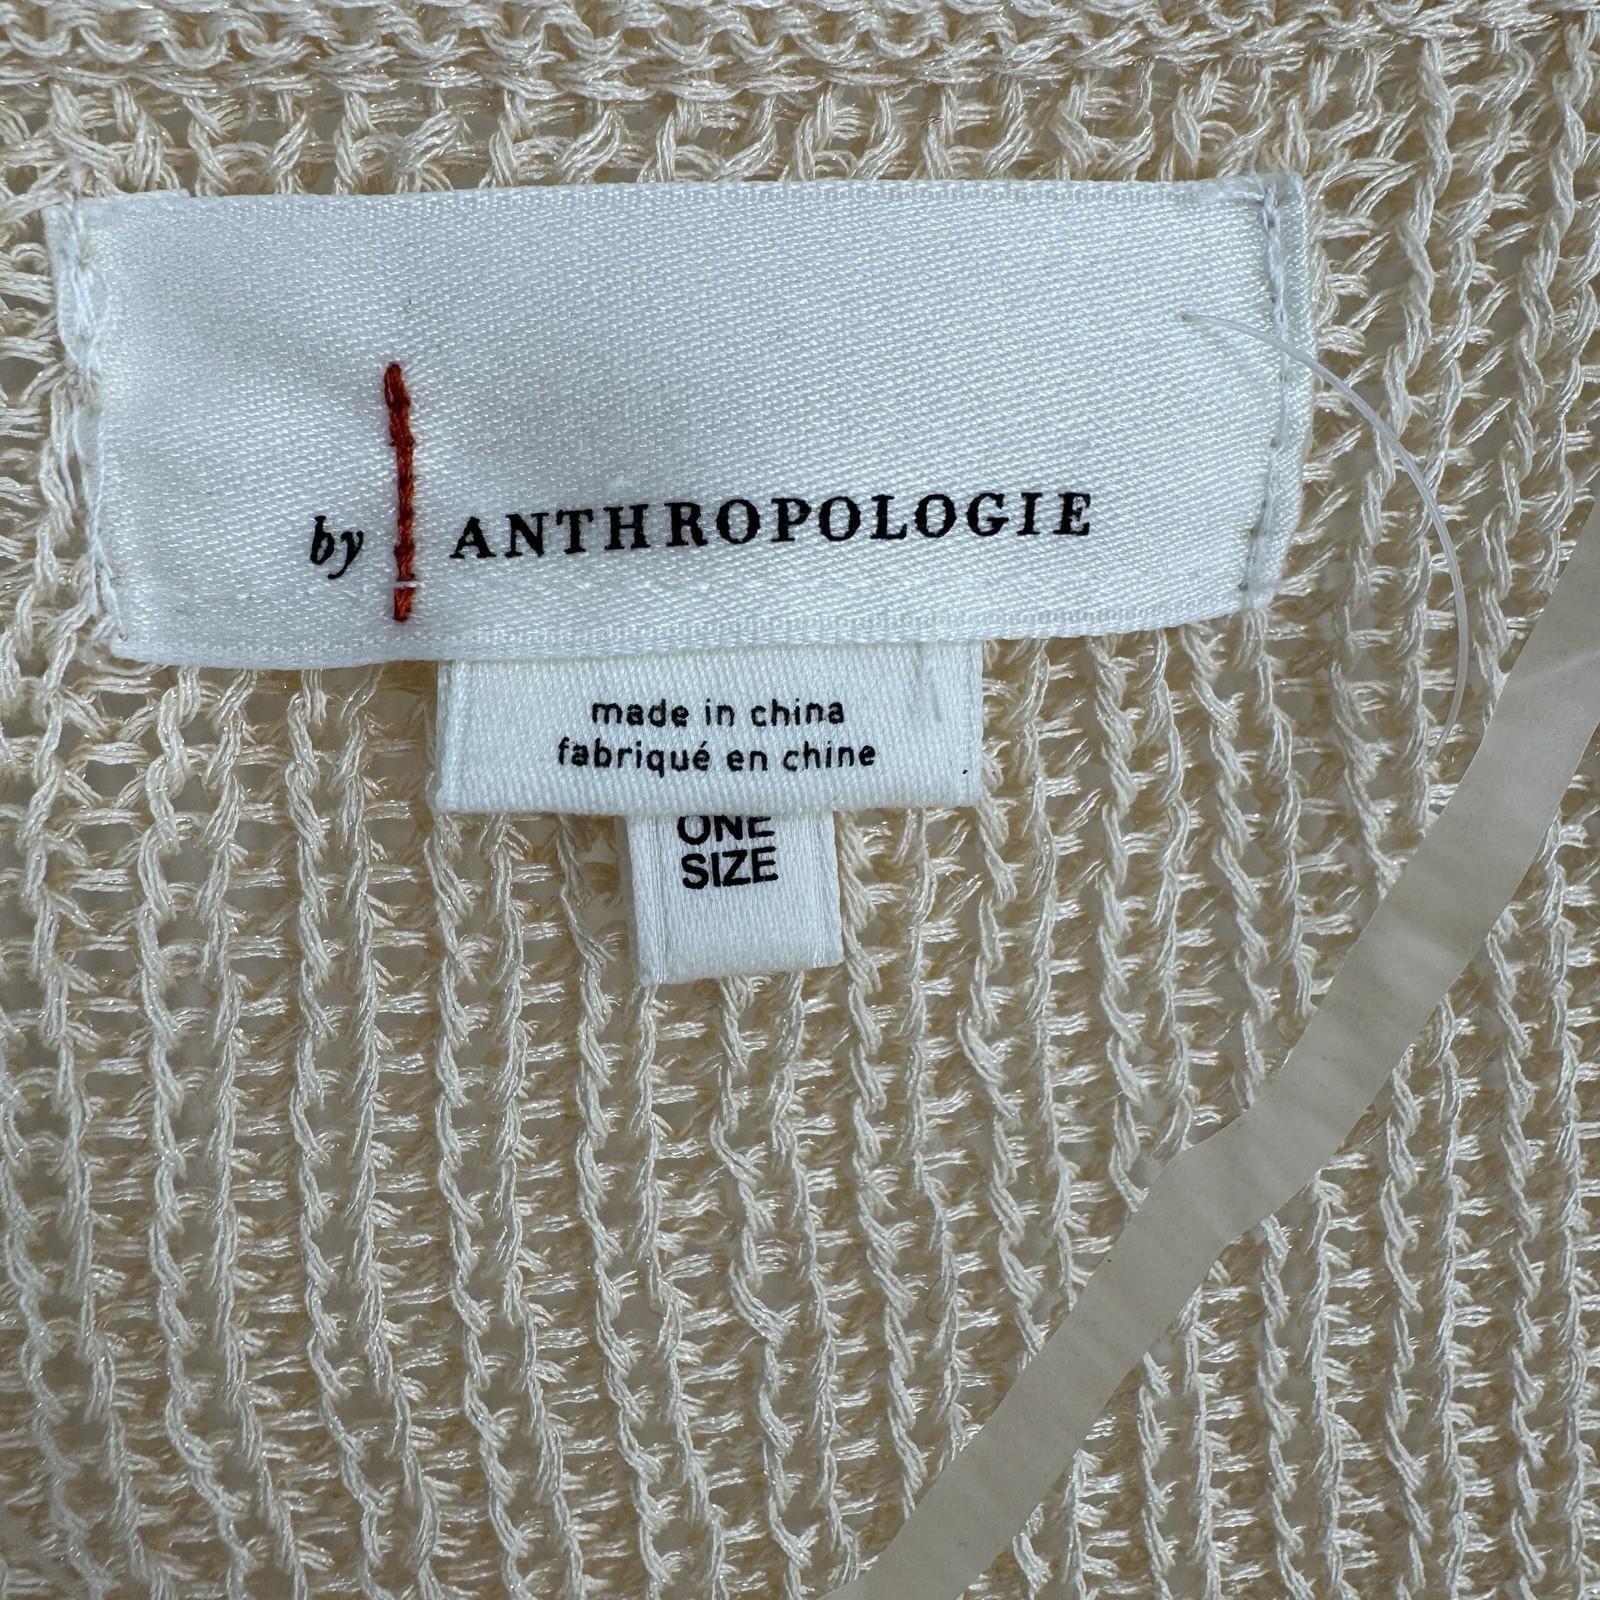 by ANTHROPOLOGIE
made in china
fabriqué en chine
ONE
SIZE